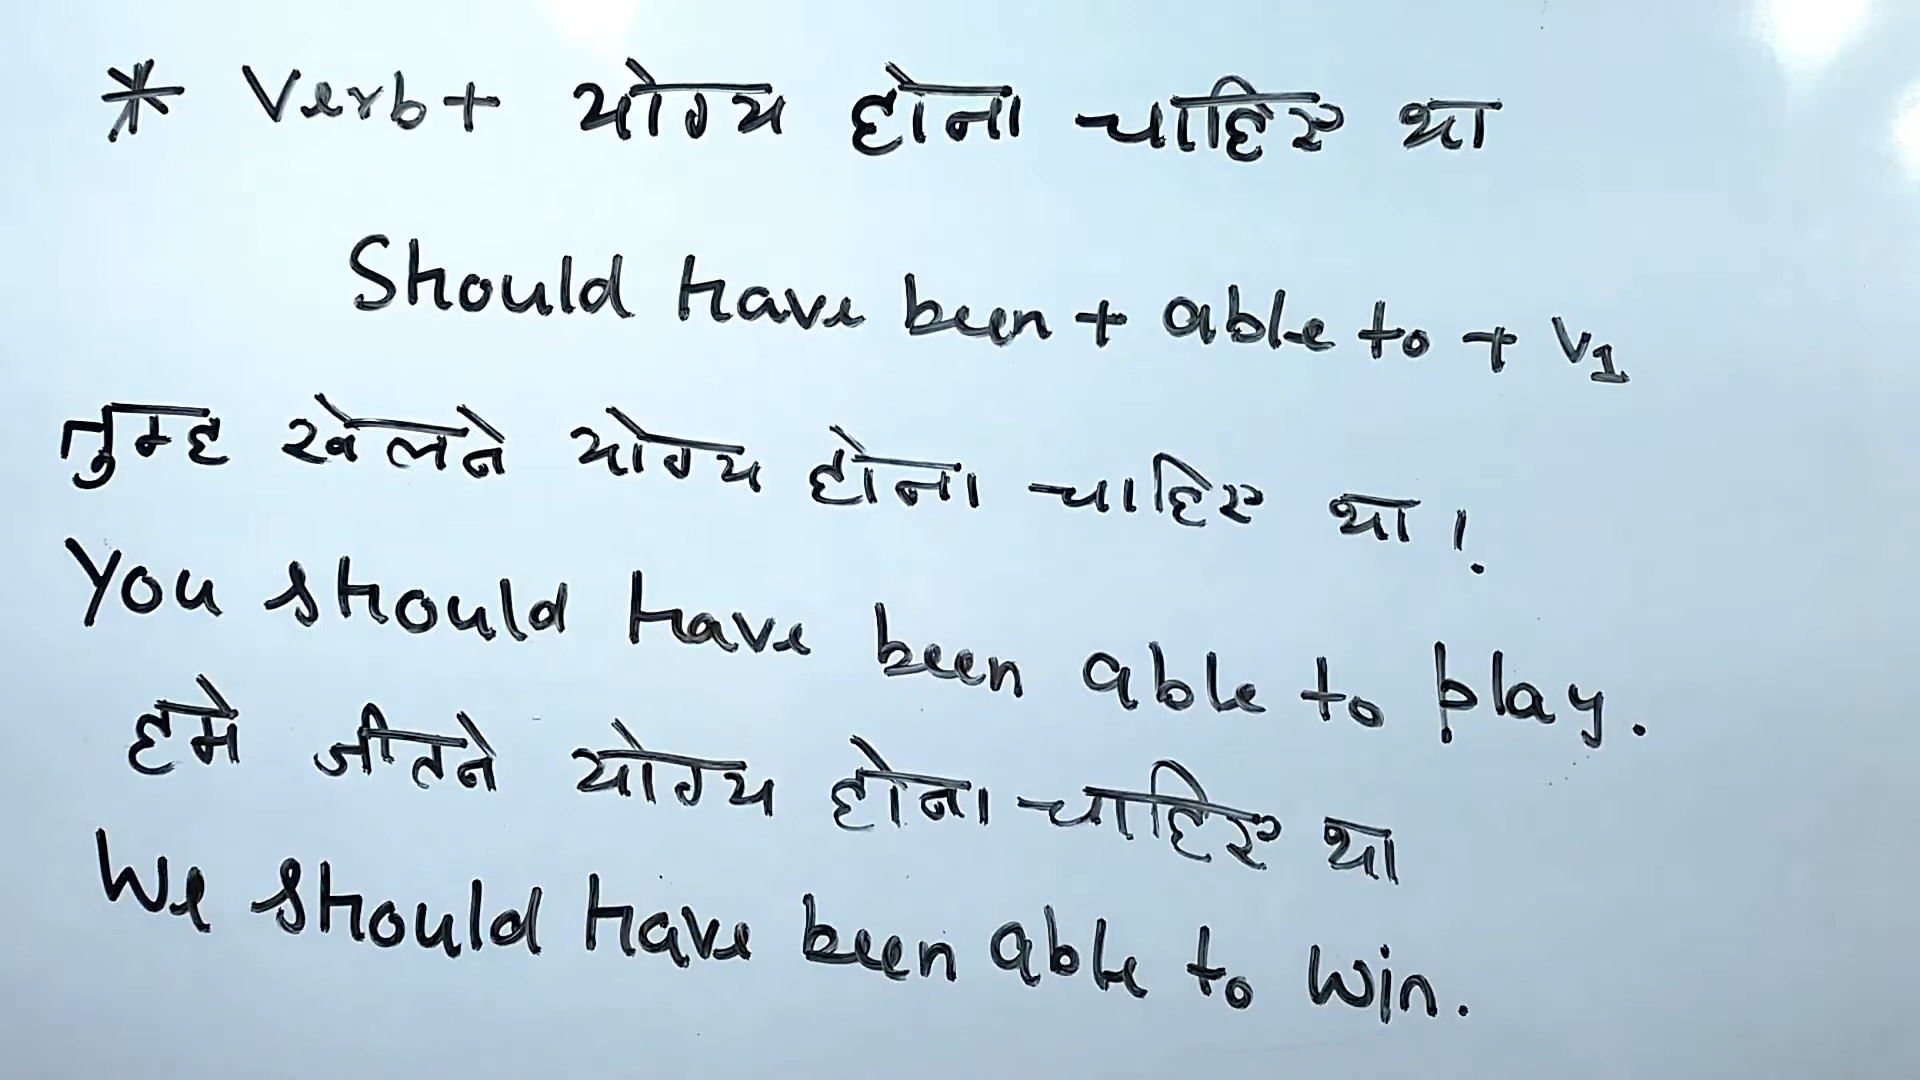 * Verb + योग्य होना चाहिए था
Should have been + able to + V1
तुम्ह खेलने योग्य होना चाहिए था !
You should have been able to play.
हमे जीतने योग्य होना चाहिए था
We should have been able to win.